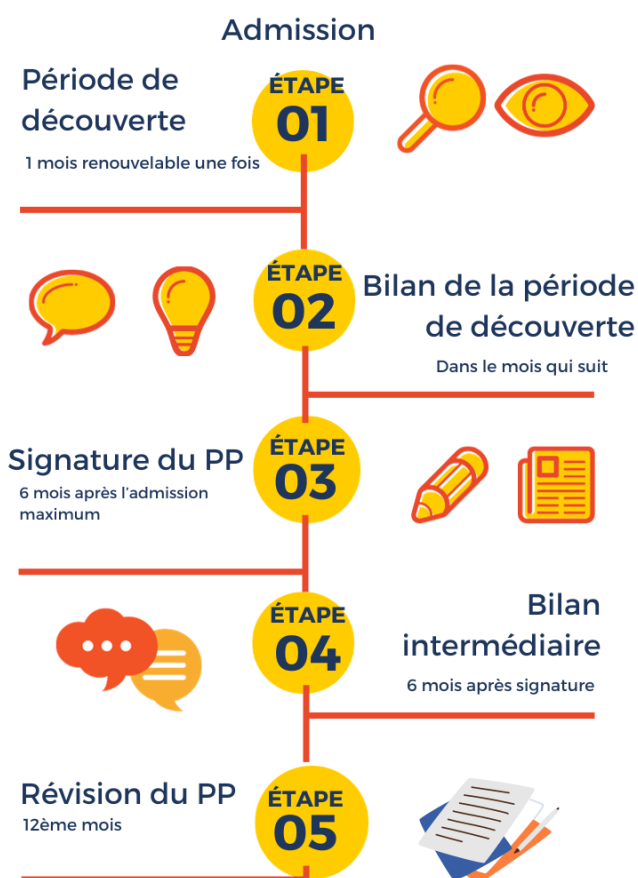 Admission
Période de
découverte
1 mois renouvelable une fois
ÉTAPE
01
ÉTAPE
02
Bilan de la période
de découverte
Dans le mois qui suit
Signature du PP
6 mois après l'admission
maximum
ÉTAPE
03
ÉTAPE
04
Bilan
intermédiaire
6 mois après signature
Révision du PP
12ème mois
ÉTAPE
05